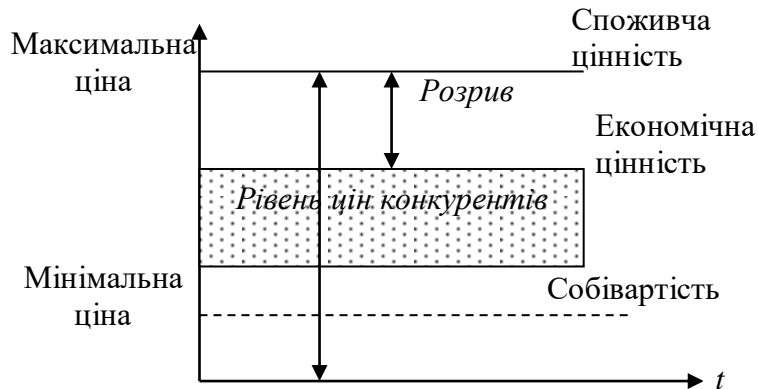 Споживча
цінність
Максимальна
ціна
Розрив
Економічна
цінність
Рівень цін конкурентів
Мінімальна
ціна
Собівартість
t